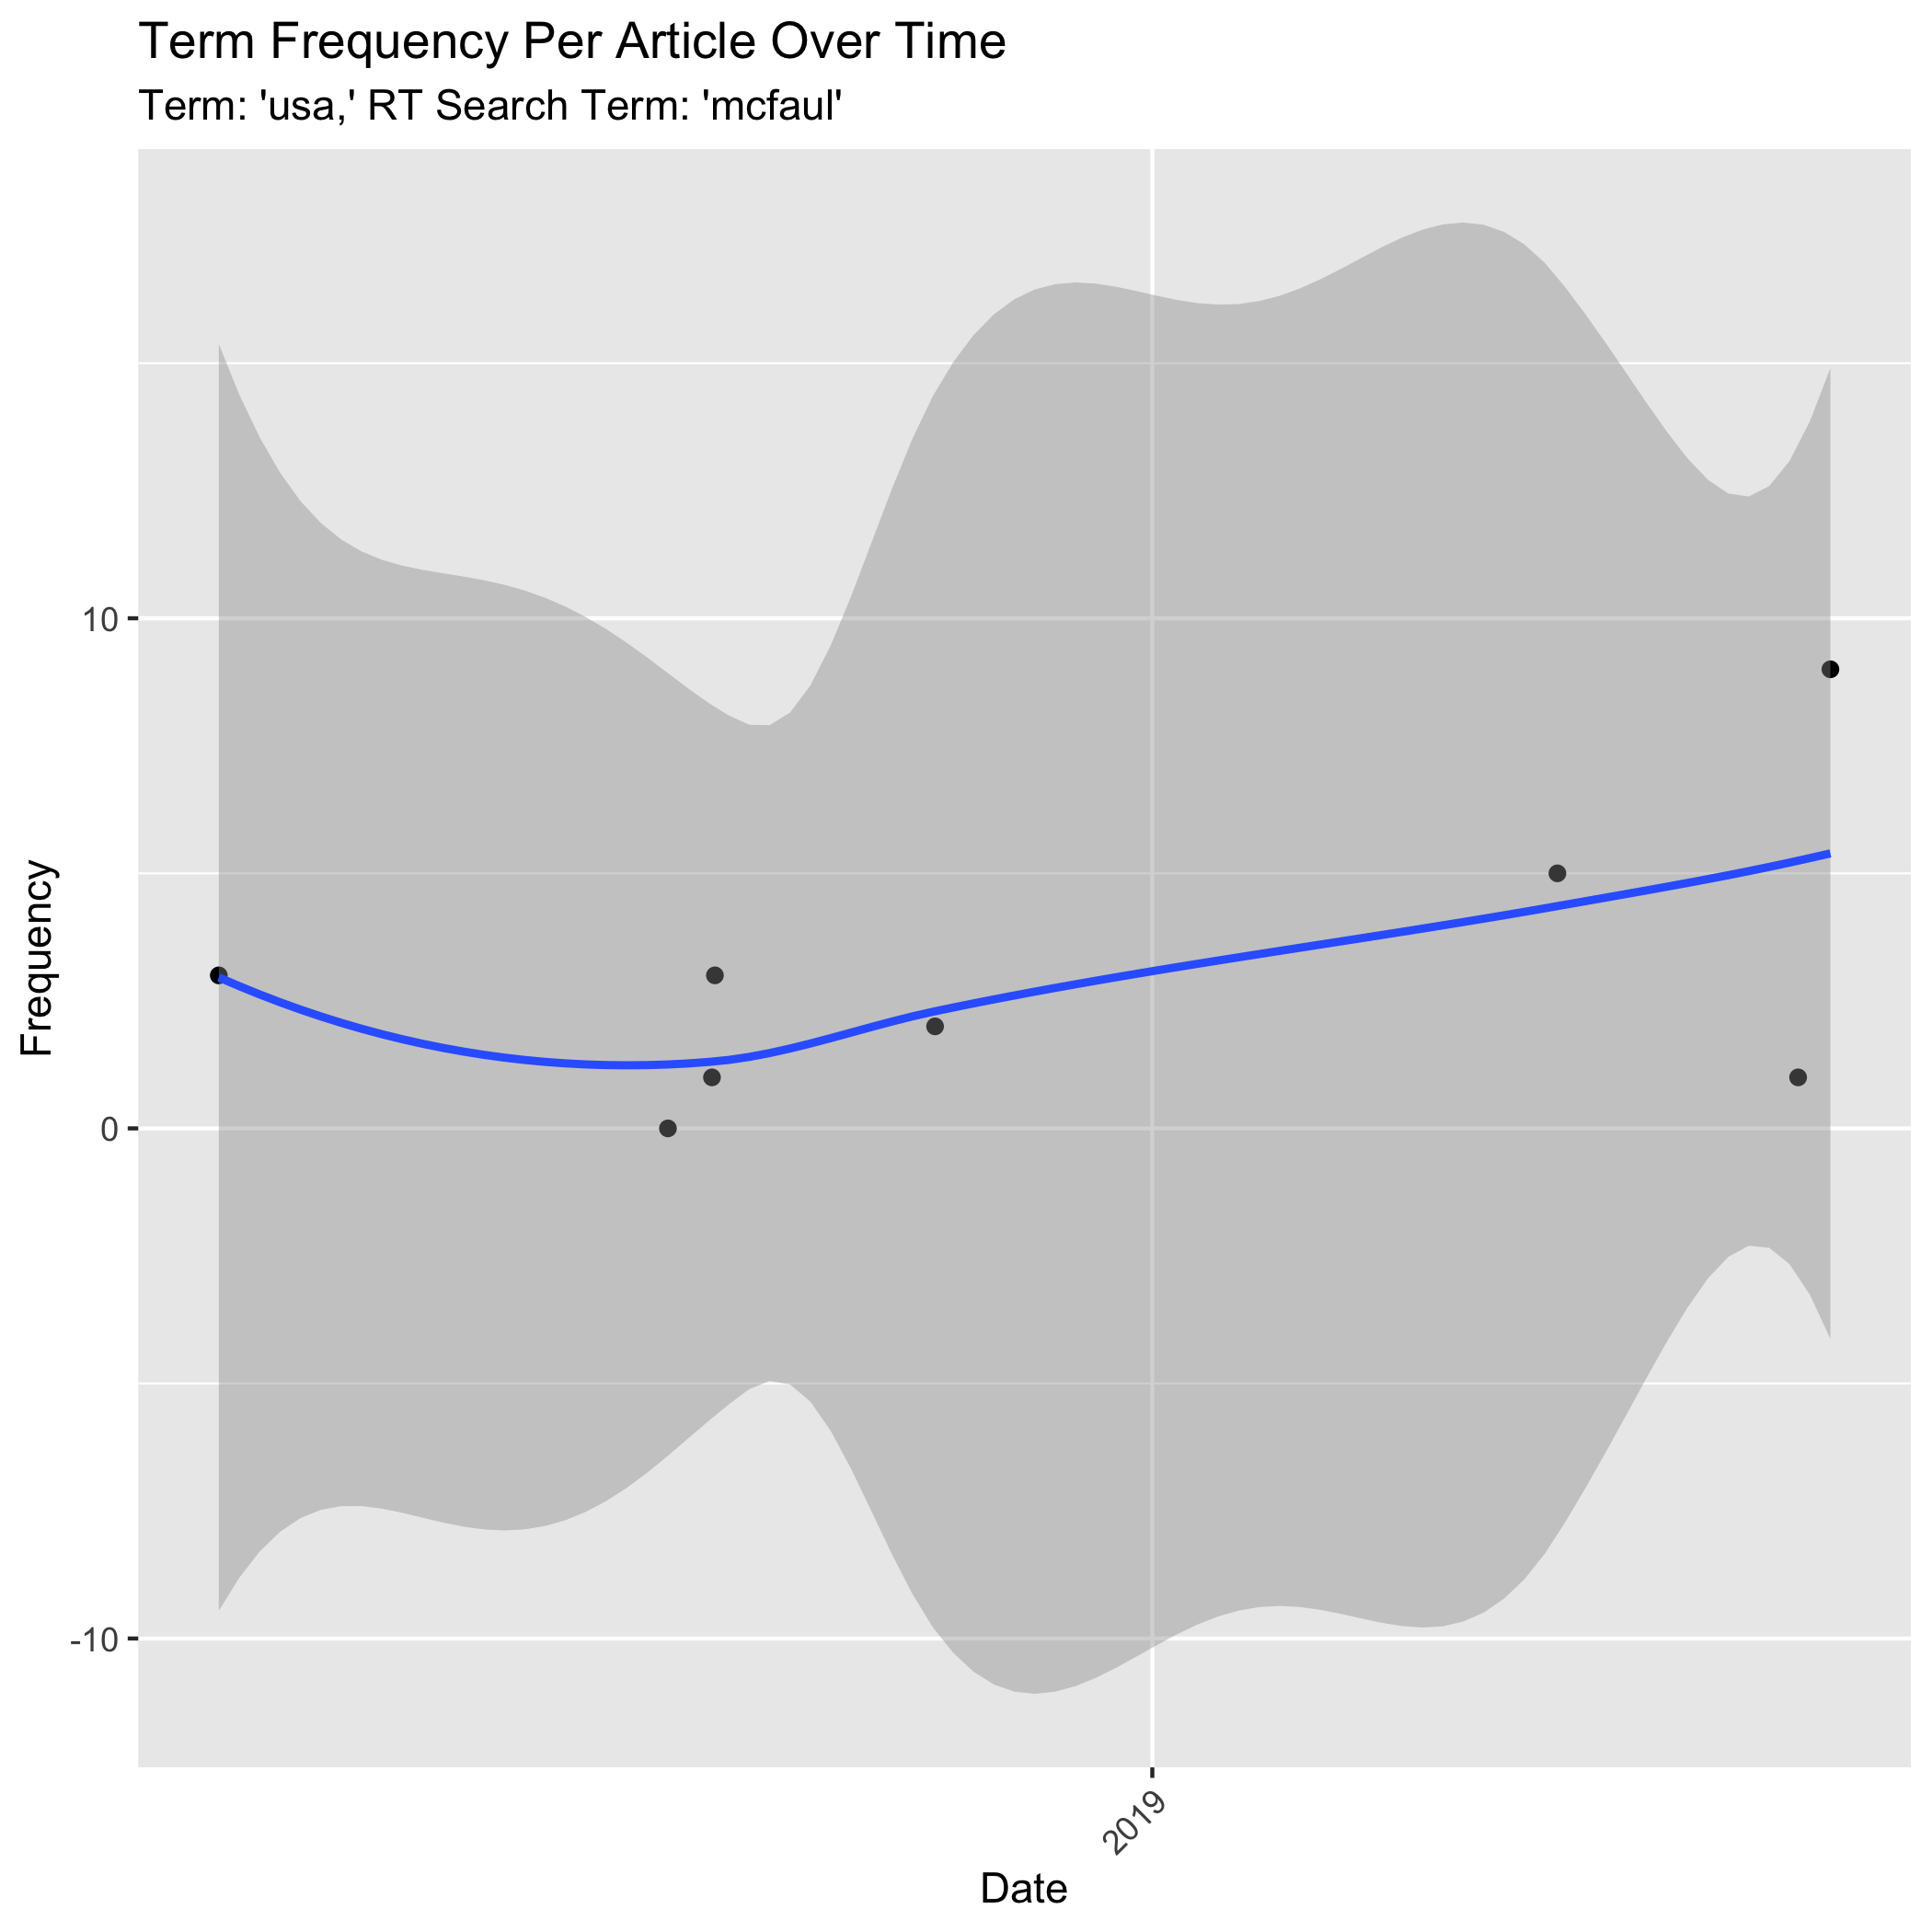 Term Frequency Per Article Over Time
Term: 'usa,' RT Search Term: 'mcfaul'
Frequency
10
0
-10
2019
Date